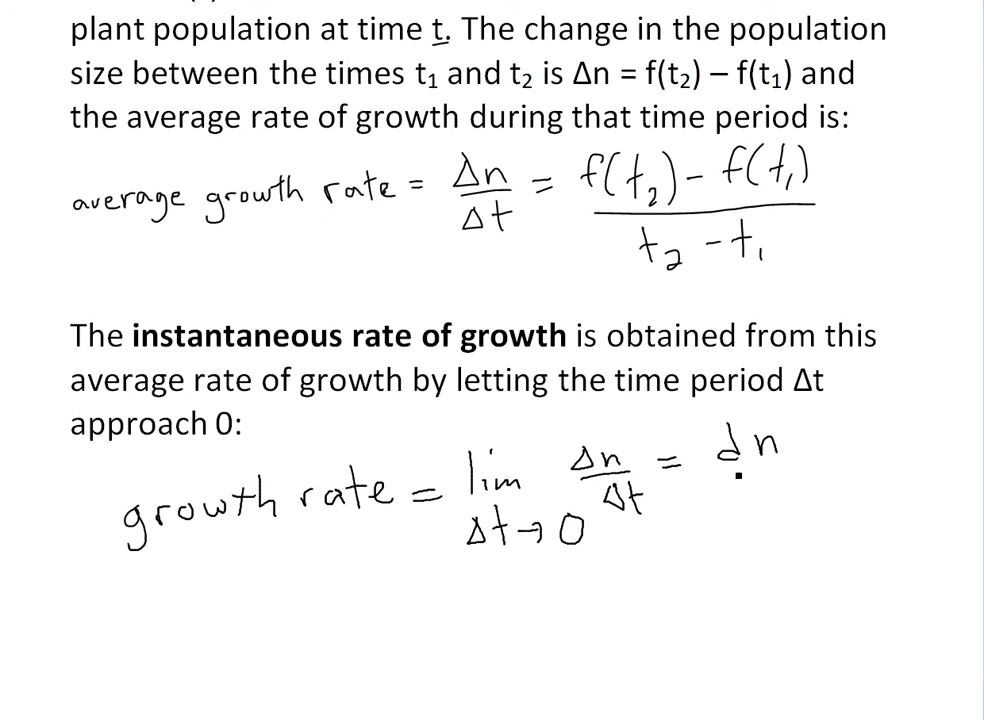 plant population at time t. The change in the population
size between the times t₁ and t₂ is Δn = f(t₂) – f(t₁) and
the average rate of growth during that time period is:
average growth rate = Δn/Δt = f(t₂) - f(t₁) / t₂ - t₁
The instantaneous rate of growth is obtained from this
average rate of growth by letting the time period Δt
approach 0:
growth rate = lim Δt→0 Δn/Δt = dn